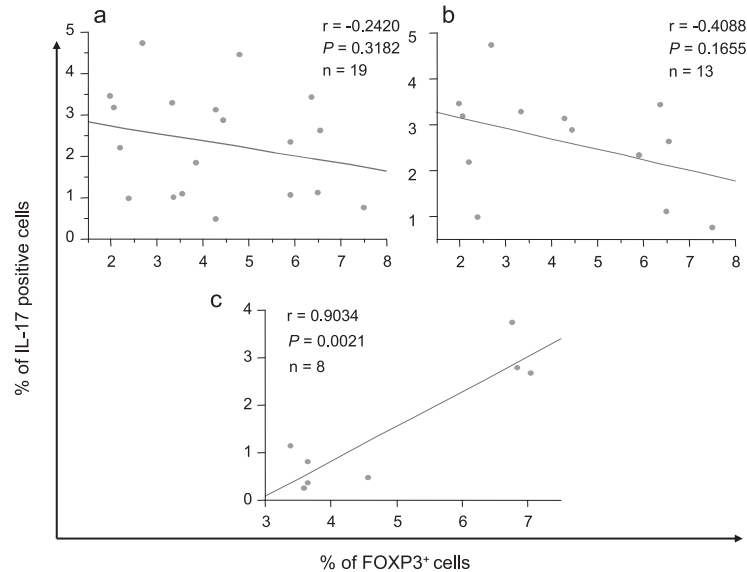 a
r = -0.2420
P = 0.3182
n = 19
5
4
3
2
1
0
2 3 4 5 6 7 8
b
r = -0.4088
P = 0.1655
n = 13
5
4
3
2
1
2 3 4 5 6 7 8
c
r = 0.9034
P = 0.0021
n = 8
4
3
2
1
0
3 4 5 6 7
% of IL-17 positive cells
% of FOXP3⁺ cells